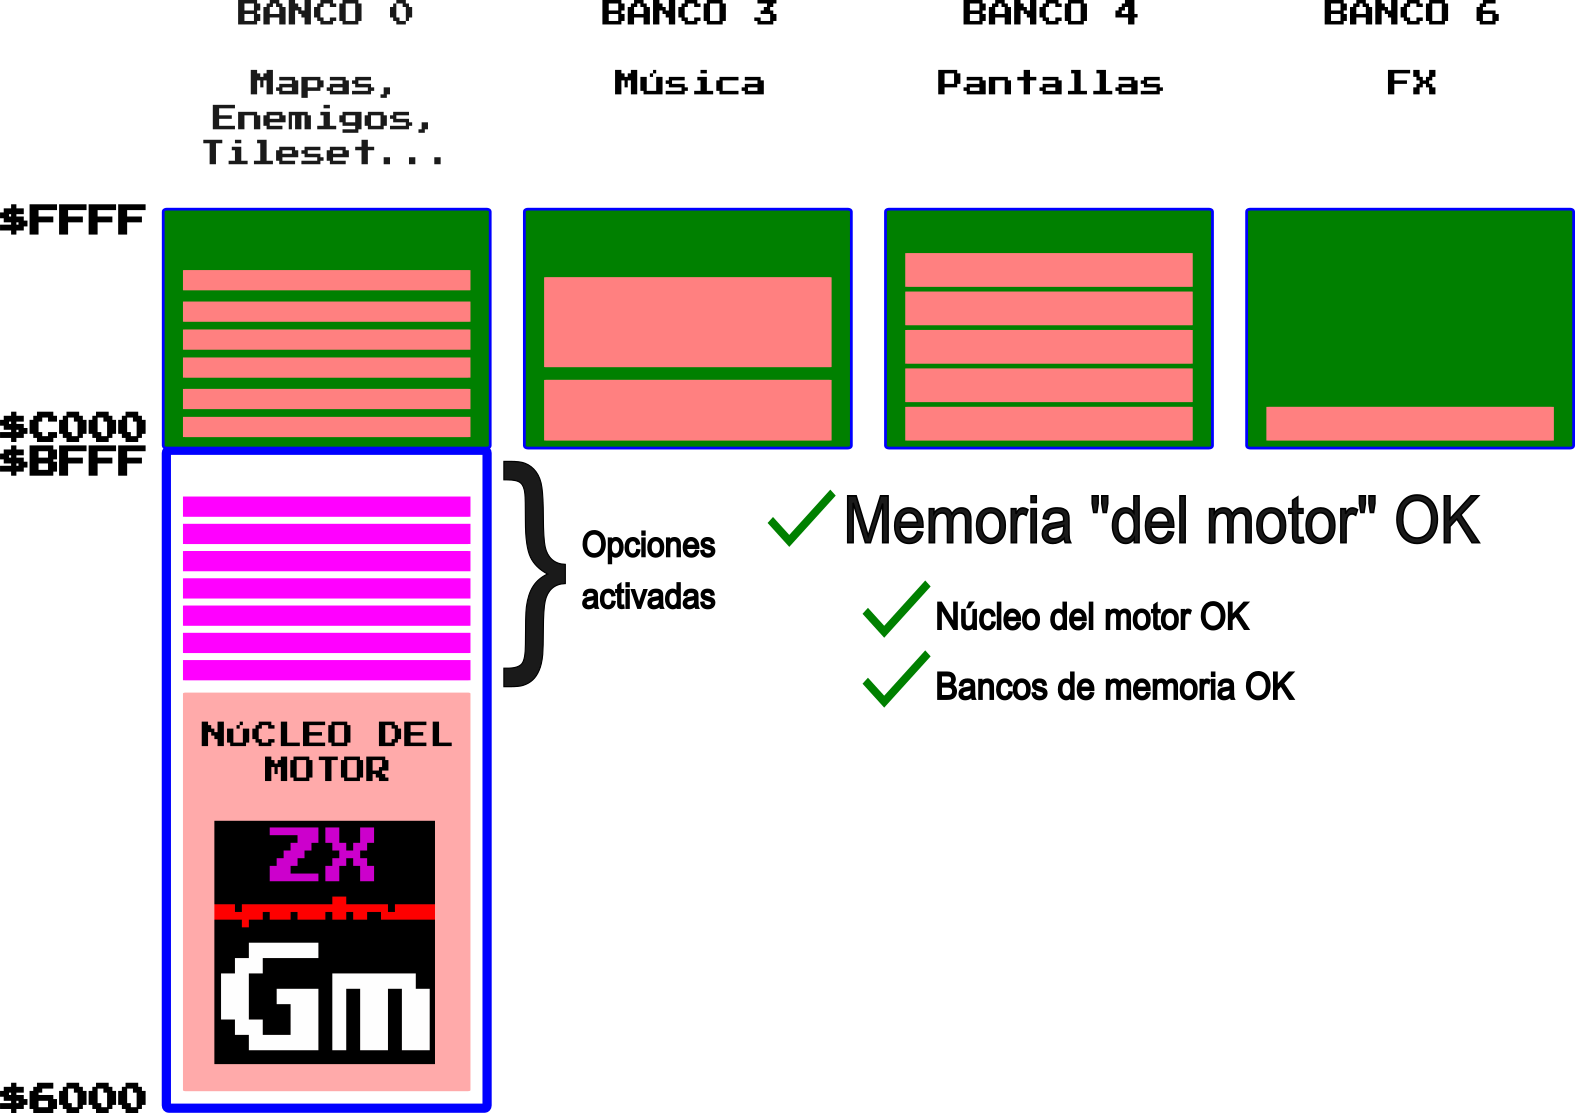 BANCO 0
BANCO 3
BANCO 4
BANCO 6
Mapas,
Enemigos,
Tileset...
Música
Pantallas
FX
$FFFF
$C000
$BFFF
Opciones
activadas
Memoria "del motor" OK
Núcleo del motor OK
Bancos de memoria OK
NúCLEO DEL
MOTOR
ZX
Gm
$6000